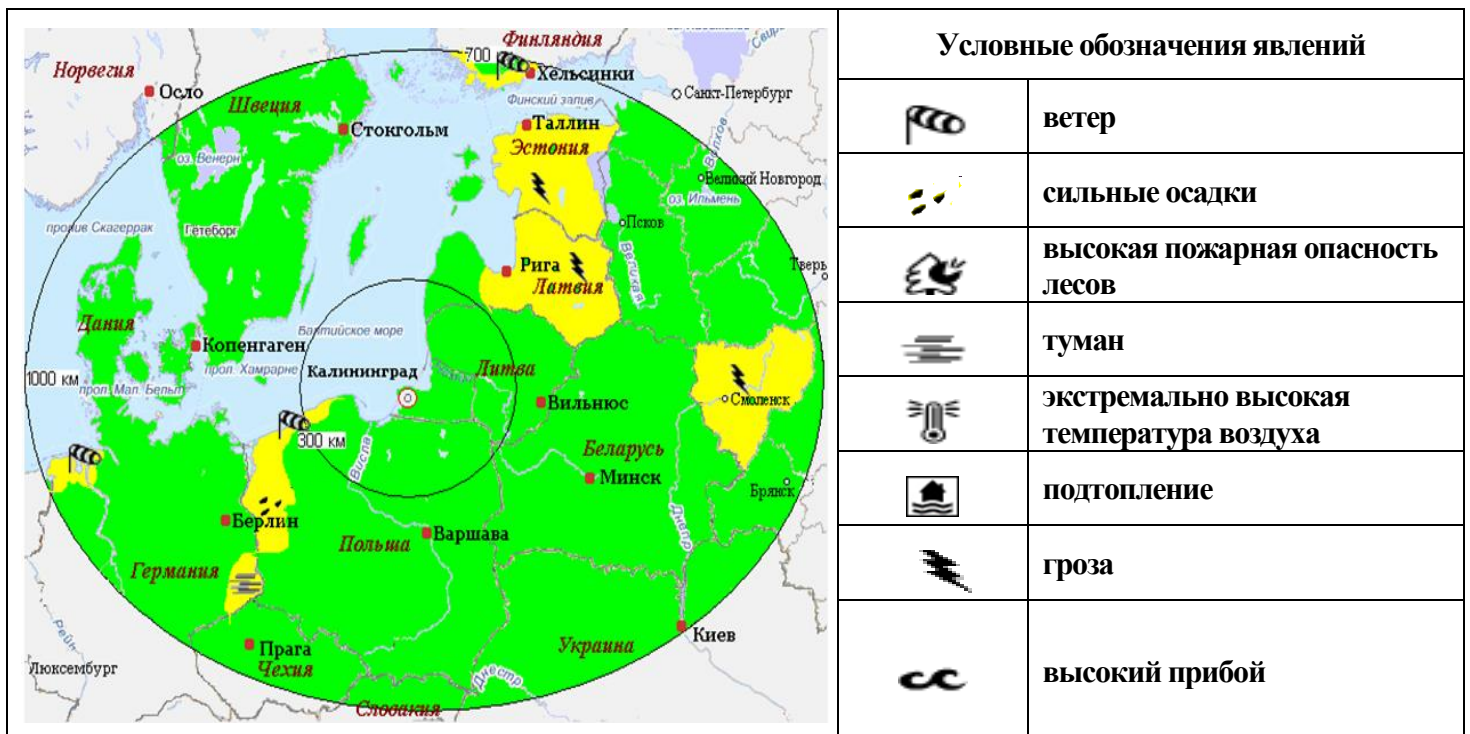 700
Финляндия
Свирь
Норвегия
Осло
Хельсинки
Санкт-Петербург
Швеция
Финский залив
Стокгольм
Таллин
Эстония
Волхов
оз. Венерн
Великий Новгород
оз. Ильмень
пролив Скагеррак
Гетеборг
Псков
Великая
Рига
Латвия
Тверь
Дания
Балтийское море
Копенгаген
1000 км
прол. Мал. Бельт
прол. Хамрарне
Калининград
Литва
Вильнюс
Смоленск
300 км
Висла
Беларусь
Минск
Брянск
Днепр
Берлин
Варшава
Польша
Германия
Рейн
Прага
Чехия
Украина
Киев
Люксембург
Днестр
Словакия
Условные обозначения явлений
ветер
сильные осадки
высокая пожарная опасность
лесов
туман
экстремально высокая
температура воздуха
подтопление
гроза
высокий прибой